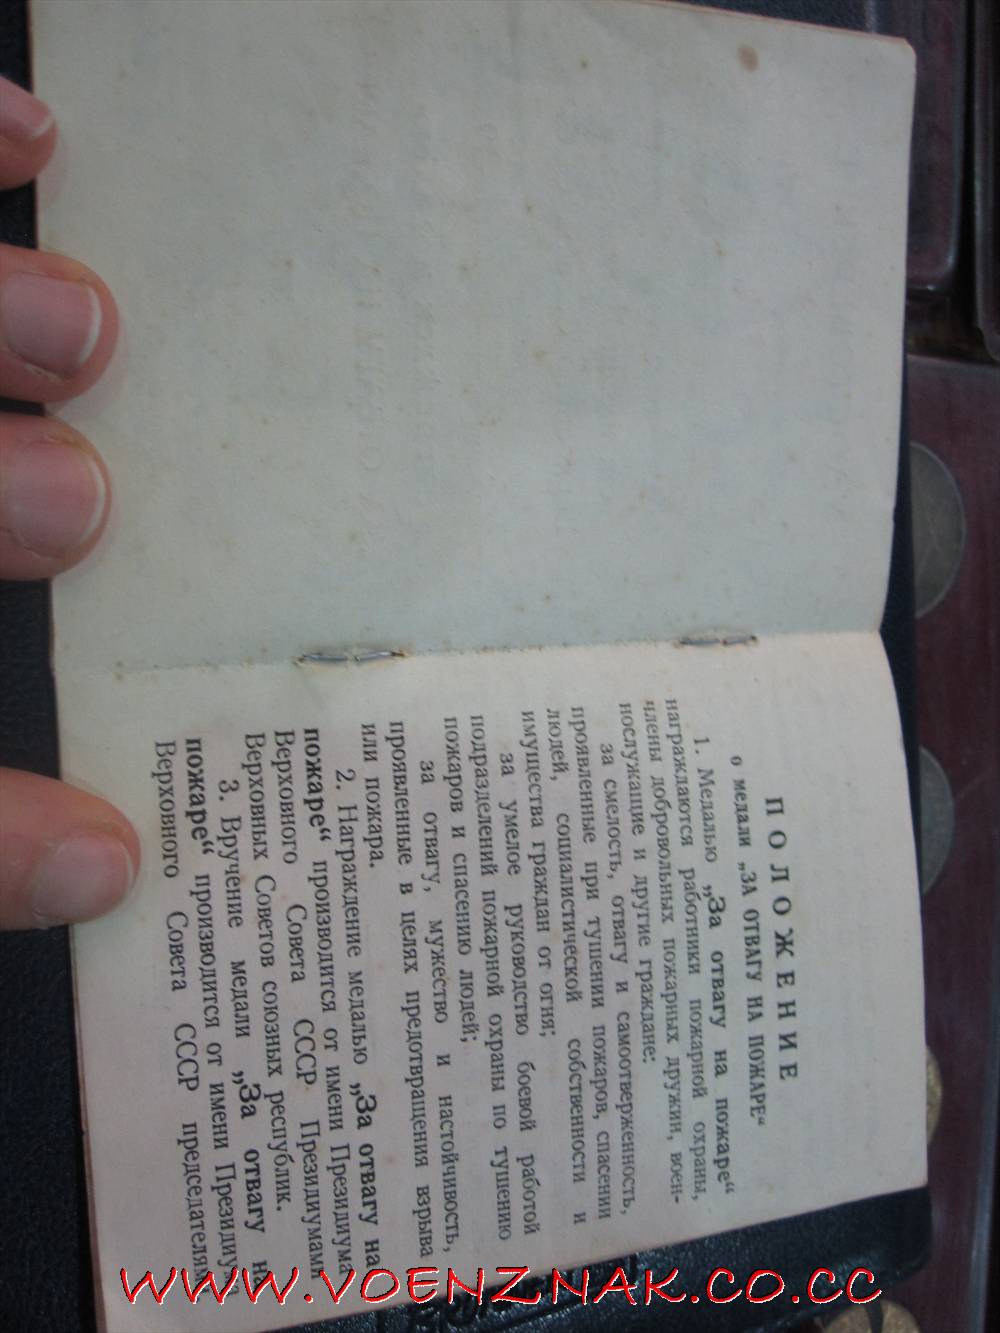 ПОЛОЖЕНИЕ
о медали „ЗА ОТВАГУ НА ПОЖАРЕ“
1. Медалью „За отвагу на пожаре“
награждаются работники пожарной охраны,
члены добровольных пожарных дружин, воен-
нослужащие и другие граждане:
за смелость, отвагу и самоотверженность,
проявленные при тушении пожаров, спасении
людей, социалистической собственности и
имущества граждан от огня;
за умелое руководство боевой работой
подразделений пожарной охраны по тушению
пожаров и спасению людей;
за отвагу, мужество и настойчивость,
проявленные в целях предотвращения взрыва
или пожара.
2. Награждение медалью „За отвагу на
пожаре“ производится от имени Президиума
Верховного Совета СССР Президиумами
Верховных Советов союзных республик.
3. Вручение медали „За отвагу на
пожаре“ производится от имени Президиума
Верховного Совета СССР председателями
WWW.VOENZNAK.CO.CC